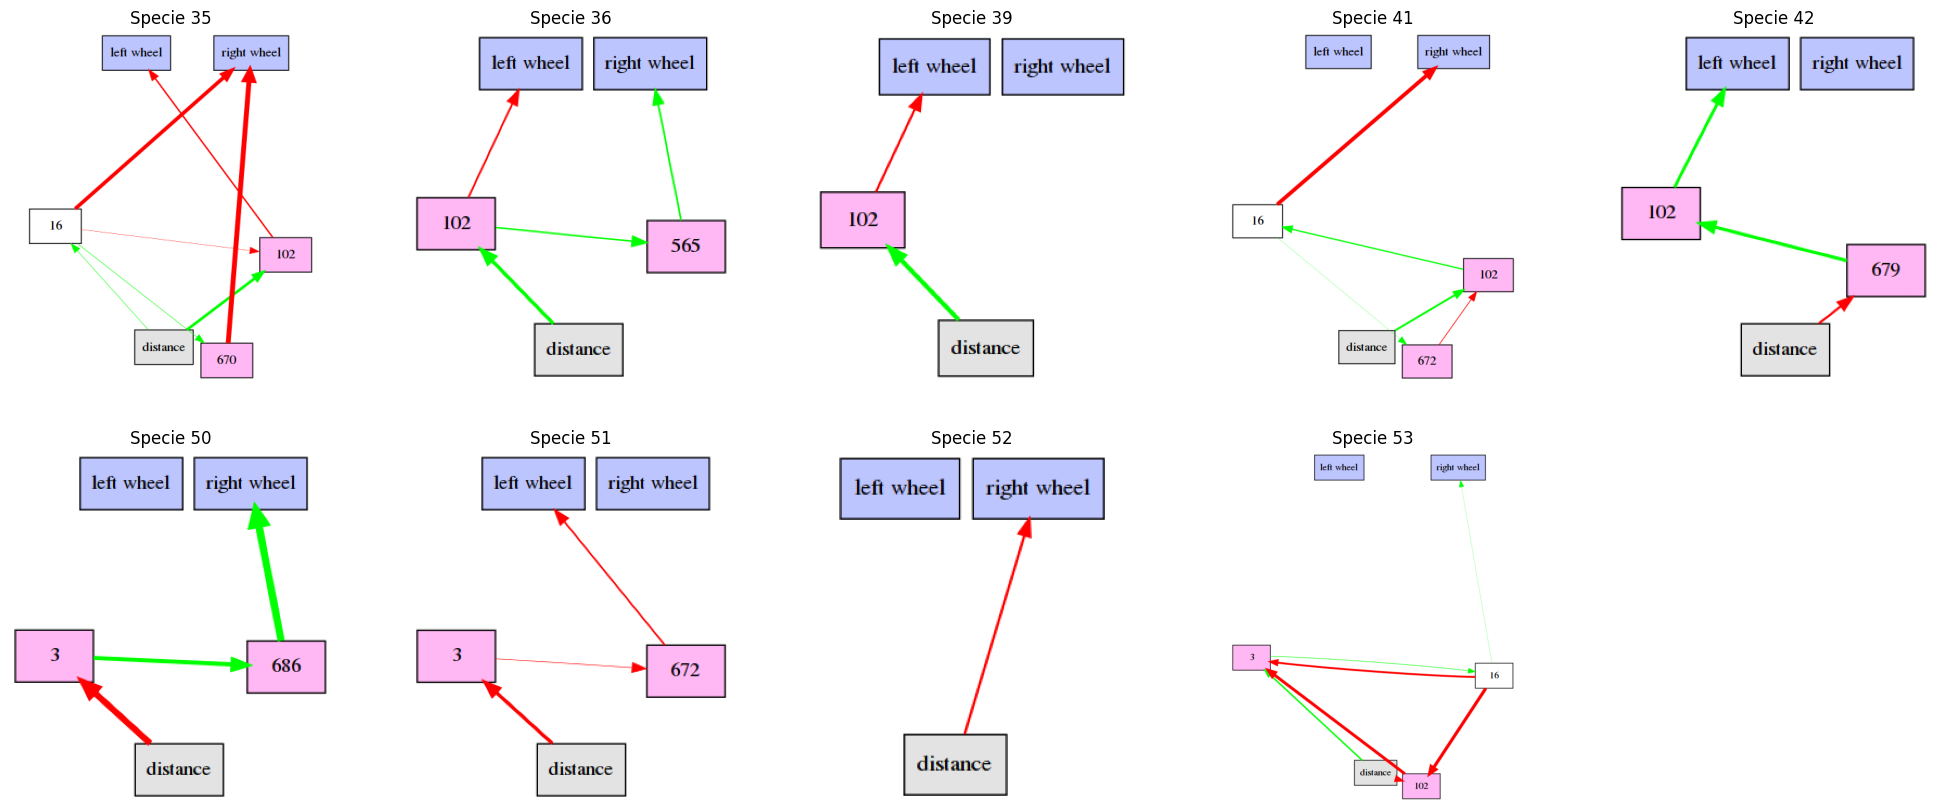 Specie 35
left wheel
right wheel
16
102
distance
670
Specie 36
left wheel
right wheel
102
565
distance
Specie 39
left wheel
right wheel
102
distance
Specie 41
left wheel
right wheel
16
102
distance
672
Specie 42
left wheel
right wheel
102
679
distance
Specie 50
left wheel
right wheel
3
686
distance
Specie 51
left wheel
right wheel
3
672
distance
Specie 52
left wheel
right wheel
distance
Specie 53
left wheel
right wheel
3
16
distance
102